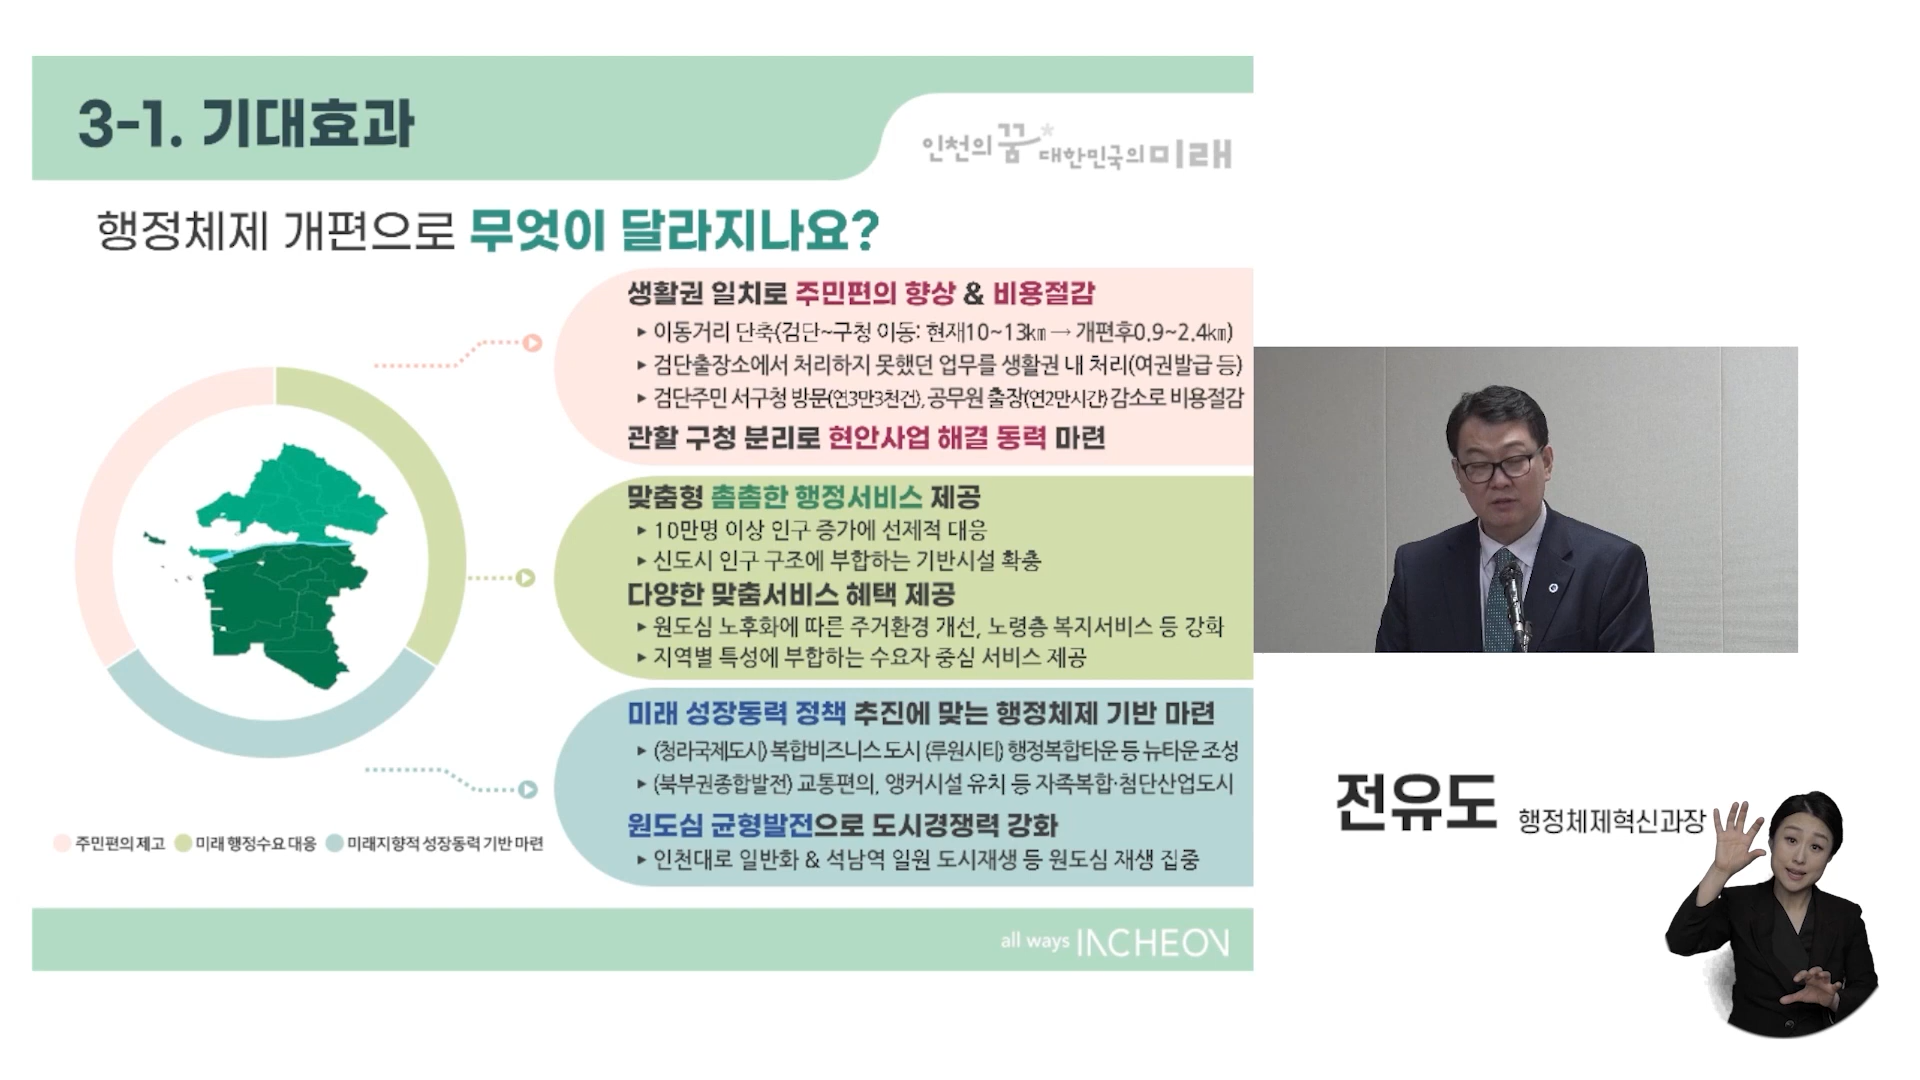 3-1. 기대효과
인천의 꿈 대한민국의 미래
행정체제 개편으로 무엇이 달라지나요?
생활권 일치로 주민편의 향상 & 비용절감
▸ 이동거리 단축(검단~구청 이동: 현재10~13㎞ → 개편후0.9~2.4㎞)
▸ 검단출장소에서 처리하지 못했던 업무를 생활권 내 처리(여권발급 등)
▸ 검단주민 서구청 방문(연3만3천건), 공무원 출장(연2만시간) 감소로 비용절감
관할 구청 분리로 현안사업 해결 동력 마련
맞춤형 촘촘한 행정서비스 제공
▸ 10만명 이상 인구 증가에 선제적 대응
▸ 신도시 인구 구조에 부합하는 기반시설 확충
다양한 맞춤서비스 혜택 제공
▸ 원도심 노후화에 따른 주거환경 개선, 노령층 복지서비스 등 강화
▸ 지역별 특성에 부합하는 수요자 중심 서비스 제공
미래 성장동력 정책 추진에 맞는 행정체제 기반 마련
▸ (청라국제도시) 복합비즈니스 도시 (루원시티) 행정복합타운 등 뉴타운 조성
▸ (북부권종합발전) 교통편의, 앵커시설 유치 등 자족복합·첨단산업도시
원도심 균형발전으로 도시경쟁력 강화
▸ 인천대로 일반화 & 석남역 일원 도시재생 등 원도심 재생 집중
주민편의 제고 미래 행정수요 대응 미래지향적 성장동력 기반 마련
all ways INCHEON
전유도 행정체제혁신과장